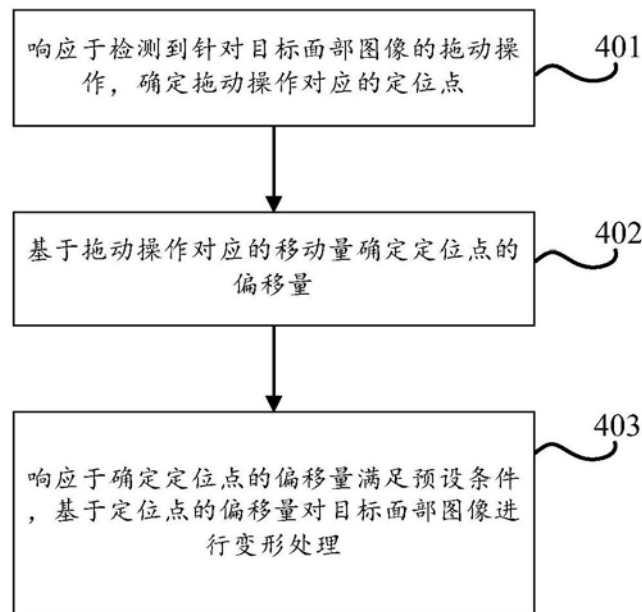 响应于检测到针对目标面部图像的拖动操
作，确定拖动操作对应的定位点
401
基于拖动操作对应的移动量确定定位点的
偏移量
402
响应于确定定位点的偏移量满足预设条件
，基于定位点的偏移量对目标面部图像进
行变形处理
403